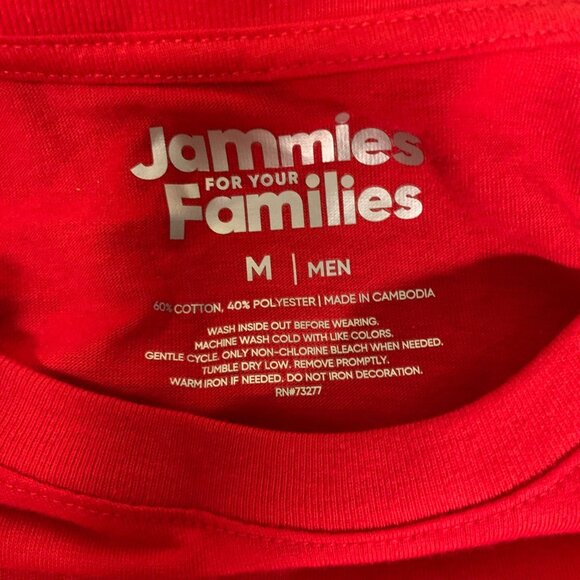 Jammies
FOR YOUR
Families
M | MEN
60% COTTON, 40% POLYESTER | MADE IN CAMBODIA
WASH INSIDE OUT BEFORE WEARING.
MACHINE WASH COLD WITH LIKE COLORS.
GENTLE CYCLE. ONLY NON-CHLORINE BLEACH WHEN NEEDED.
TUMBLE DRY LOW. REMOVE PROMPTLY.
WARM IRON IF NEEDED. DO NOT IRON DECORATION.
RN#73277